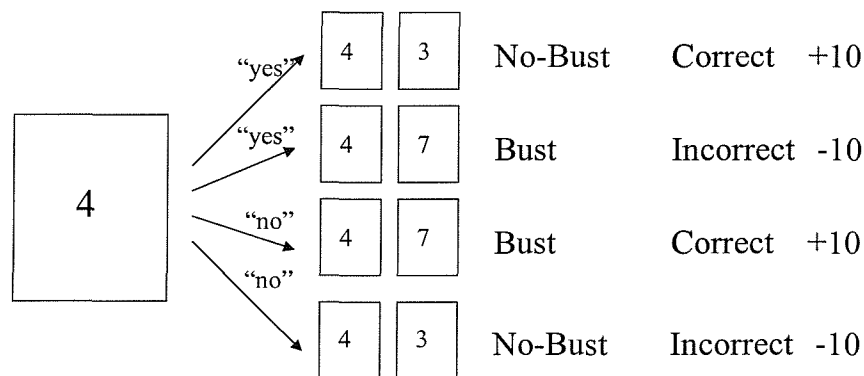 "yes" 4 3 No-Bust Correct +10
"yes" 4 7 Bust Incorrect -10
4
"no" 4 7 Bust Correct +10
"no"
4 3 No-Bust Incorrect -10